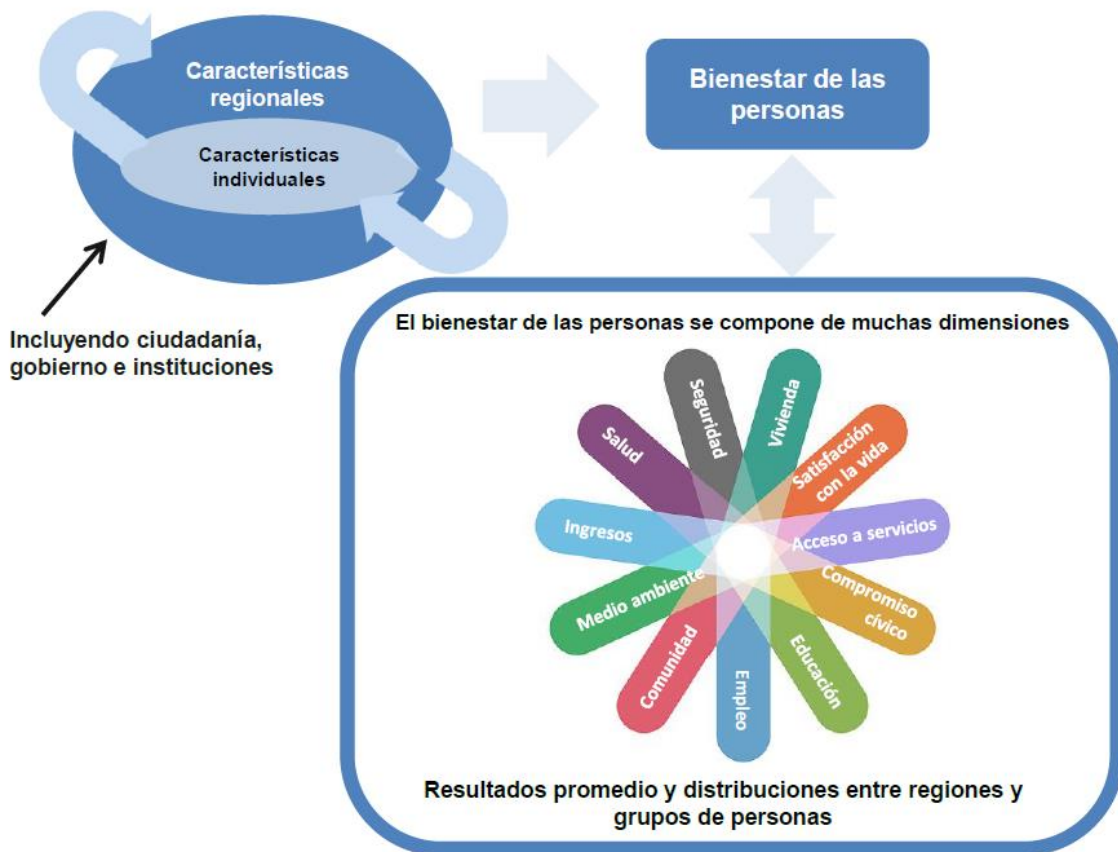 Características
regionales
Características
individuales
Bienestar de las
personas
Incluyendo ciudadanía,
gobierno e instituciones
El bienestar de las personas se compone de muchas dimensiones
Seguridad
Vivienda
Salud
Satisfacción
con la vida
Ingresos
Acceso a servicios
Medio ambiente
Compromiso
cívico
Comunidad
Empleo
Educación
Resultados promedio y distribuciones entre regiones y
grupos de personas